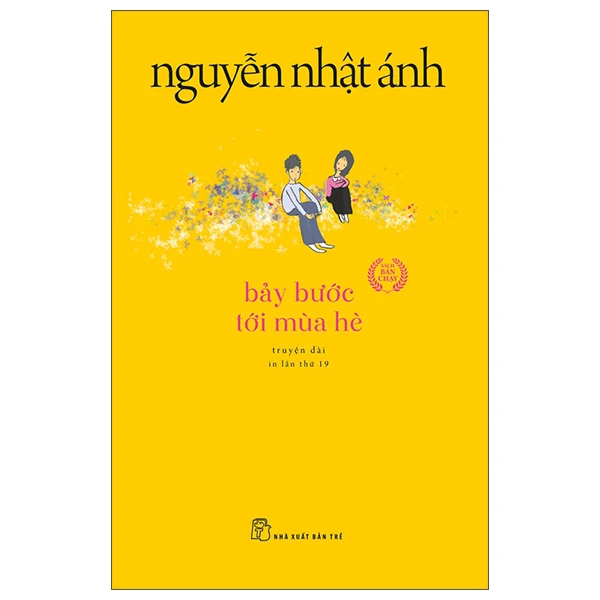 nguyễn nhật ánh
SÁCH
BÁN
CHẠY
bảy bước
tới mùa hè
truyện dài
in lần thứ 19
NHÀ XUẤT BẢN TRẺ